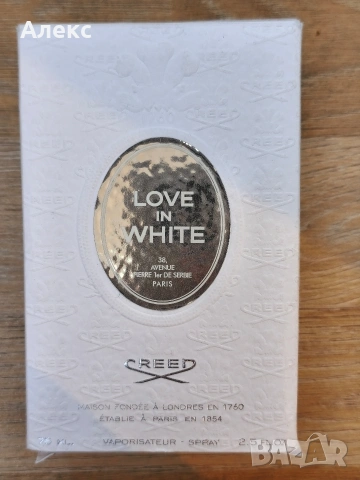 Алекс
LOVE
IN
WHITE
38,
AVENUE
PIERRE 1er DE SERBIE
PARIS
CREED
MAISON FONDÉE À LONDRES EN 1760
ÉTABLIE À PARIS EN 1854
VAPORISATEUR - SPRAY
bazar